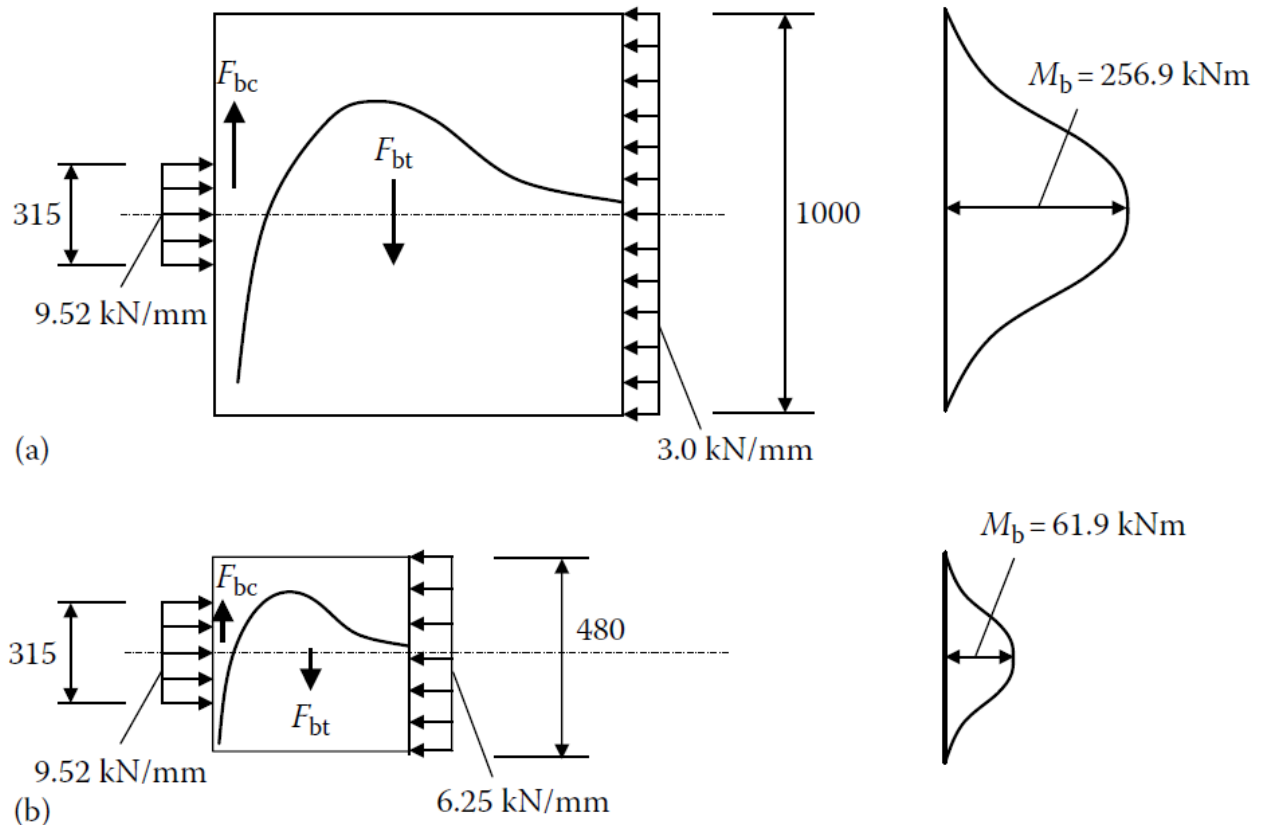 F_bc
M_b = 256.9 kNm
F_bt
315
1000
9.52 kN/mm
3.0 kN/mm
(a)
M_b = 61.9 kNm
F_bc
480
315
F_bt
9.52 kN/mm
6.25 kN/mm
(b)